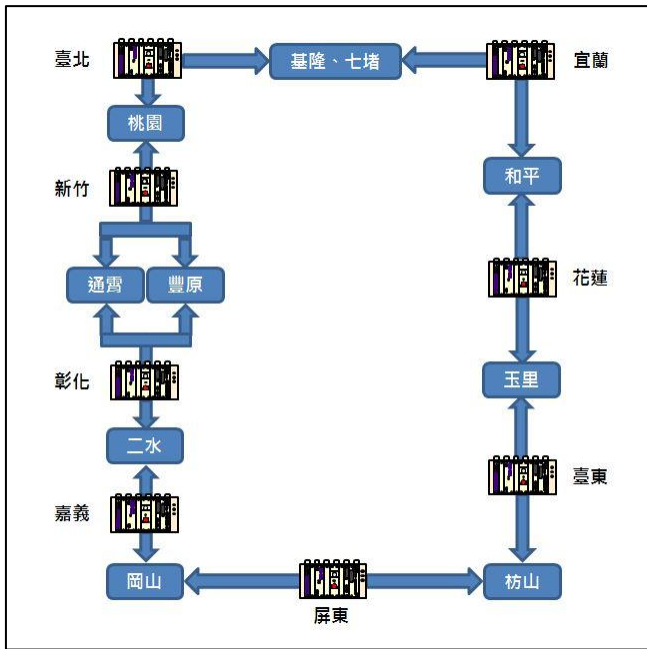 臺北
基隆、七堵
宜蘭
桃園
新竹
和平
通霄
豐原
花蓮
彰化
玉里
二水
臺東
嘉義
岡山
枋山
屏東